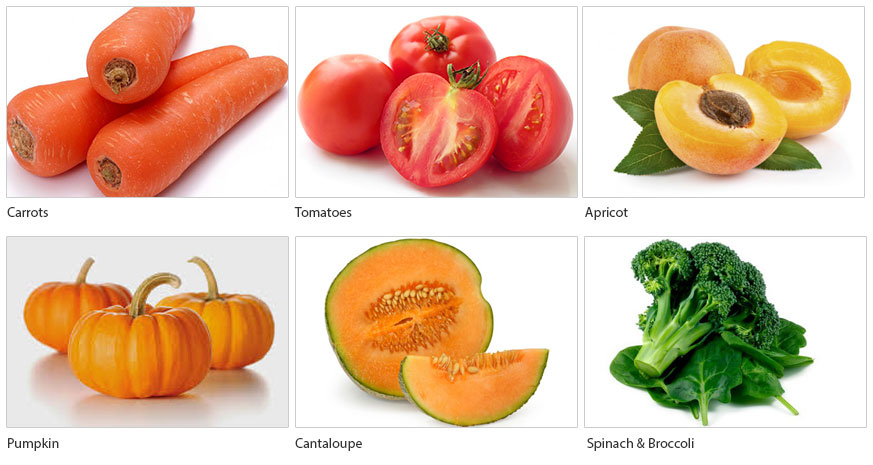 Carrots
Tomatoes
Apricot
Pumpkin
Cantaloupe
Spinach & Broccoli